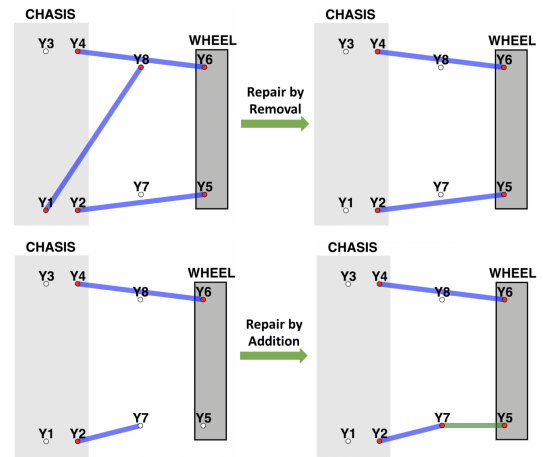 CHASIS
CHASIS
Y3 Y4
Y8
WHEEL
Y6
Repair by
Removal
Y3 Y4
Y8
WHEEL
Y6
Y1 Y2
Y7
Y5
Y1 Y2
Y7
Y5
CHASIS
CHASIS
Y3 Y4
Y8
WHEEL
Y6
Repair by
Addition
Y3 Y4
Y8
WHEEL
Y6
Y1 Y2
Y7
Y5
Y1 Y2
Y7
Y5